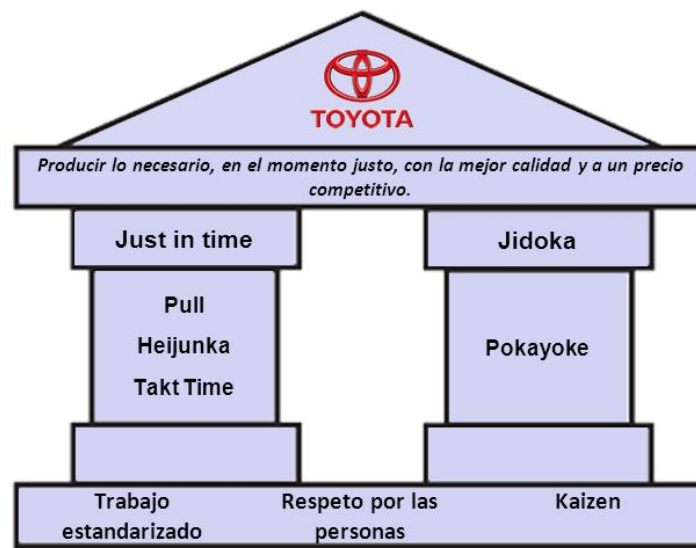 TOYOTA
Producir lo necesario, en el momento justo, con la mejor calidad y a un precio
competitivo.
Just in time
Jidoka
Pull
Heijunka
Takt Time
Pokayoke
Trabajo
estandarizado
Respeto por las
personas
Kaizen